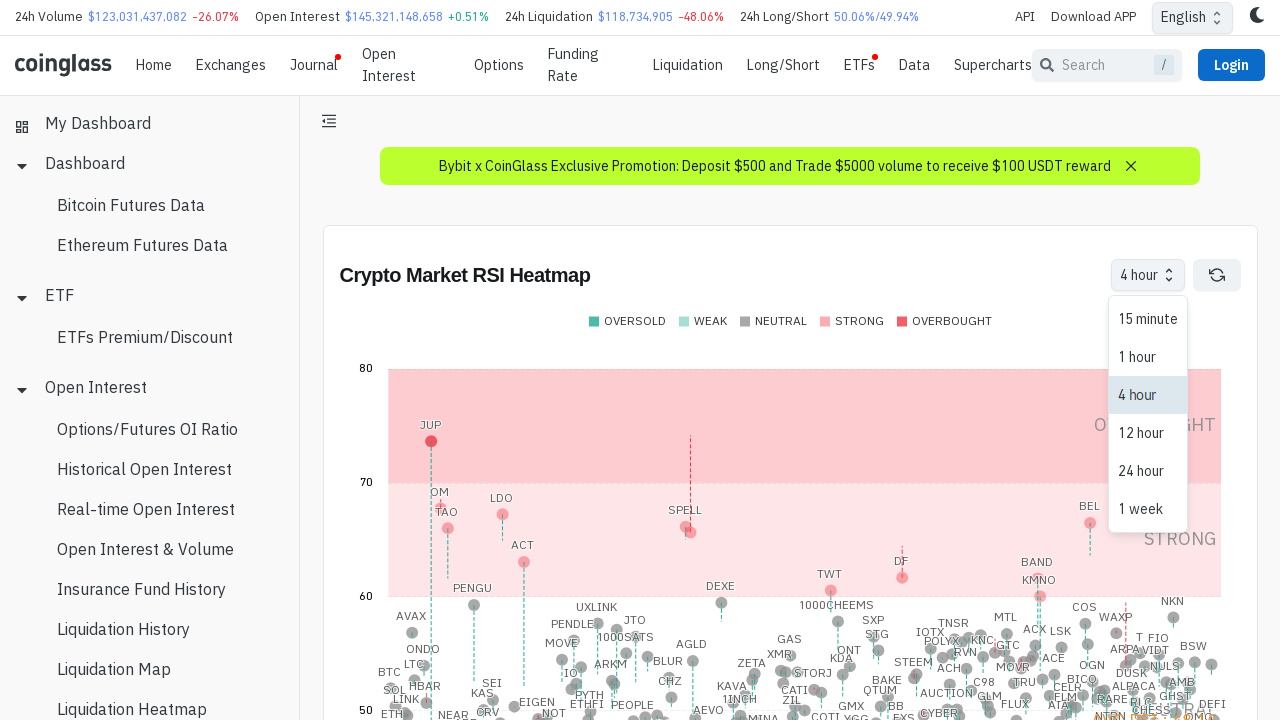 24h Volume $123,031,437,082 -26.07% Open Interest $145,321,148,658 +0.51% 24h Liquidation $118,734,905 -48.06% 24h Long/Short 50.06%/49.94% API Download APP English
coinglass Home Exchanges Journal Open Interest Options Funding Rate Liquidation Long/Short ETFs Data Supercharts Search / Login
My Dashboard
Dashboard
Bitcoin Futures Data
Ethereum Futures Data
ETF
ETFs Premium/Discount
Open Interest
Options/Futures OI Ratio
Historical Open Interest
Real-time Open Interest
Open Interest & Volume
Insurance Fund History
Liquidation History
Liquidation Map
Liquidation Heatmap
Bybit x CoinGlass Exclusive Promotion: Deposit $500 and Trade $5000 volume to receive $100 USDT reward
Crypto Market RSI Heatmap
4 hour
15 minute
1 hour
4 hour
12 hour
24 hour
1 week
OVERSOLD WEAK NEUTRAL STRONG OVERBOUGHT
80
JUP
70
OM
TAO
LDO
SPELL
BEL
STRONG
ACT
DF
BAND
TWT
KMNO
PENGU
DEXE
60
1000CHEEMS
NKN
UXLINK
COS
AVAX
PENDLE
JTO
SXP
TNSR
MTL
WAXP
1000SATS
STG
IOTX
ACX
LSK
MOVE
AGLD
GAS
POLYX
KNC
GTC
T
FIO
ONDO
XMR
ONT
RVN
ARPA
VIDT
BSW
LTC
ARKM
BLUR
ZETA
KDA
STEEM
ACH
MOVR
ACE
OGN
NULS
BTC
IO
CHZ
BAKE
C98
TRU
BICO
DUSK
AMB
SOL
HBAR
SEI
KAS
PYTH
KAVA
CATI
QTUM
AUCTION
GLM
CELR
ALPACA
GHST
LINK
EIGEN
ETHFI
PEOPLE
1INCH
ZIL
GMX
BB
FLUX
ATA
FLM
RARE
DEFI
50
ETH
NEAR
CRV
NOT
AEVO
MINA
COTI
YGG
CYBER
CHESS